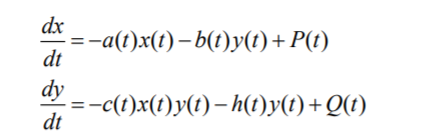 dx/dt = –a(t)x(t) – b(t)y(t) + P(t)
dy/dt = –c(t)x(t)y(t) – h(t)y(t) + Q(t)